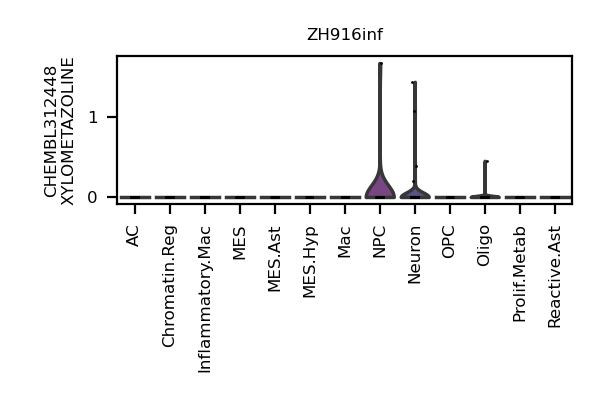 ZH916inf
CHEMBL312448
XYLOMETAZOLINE
1
0
AC
Chromatin.Reg
Inflammatory.Mac
MES
MES.Ast
MES.Hyp
Mac
NPC
Neuron
OPC
Oligo
Prolif.Metab
Reactive.Ast